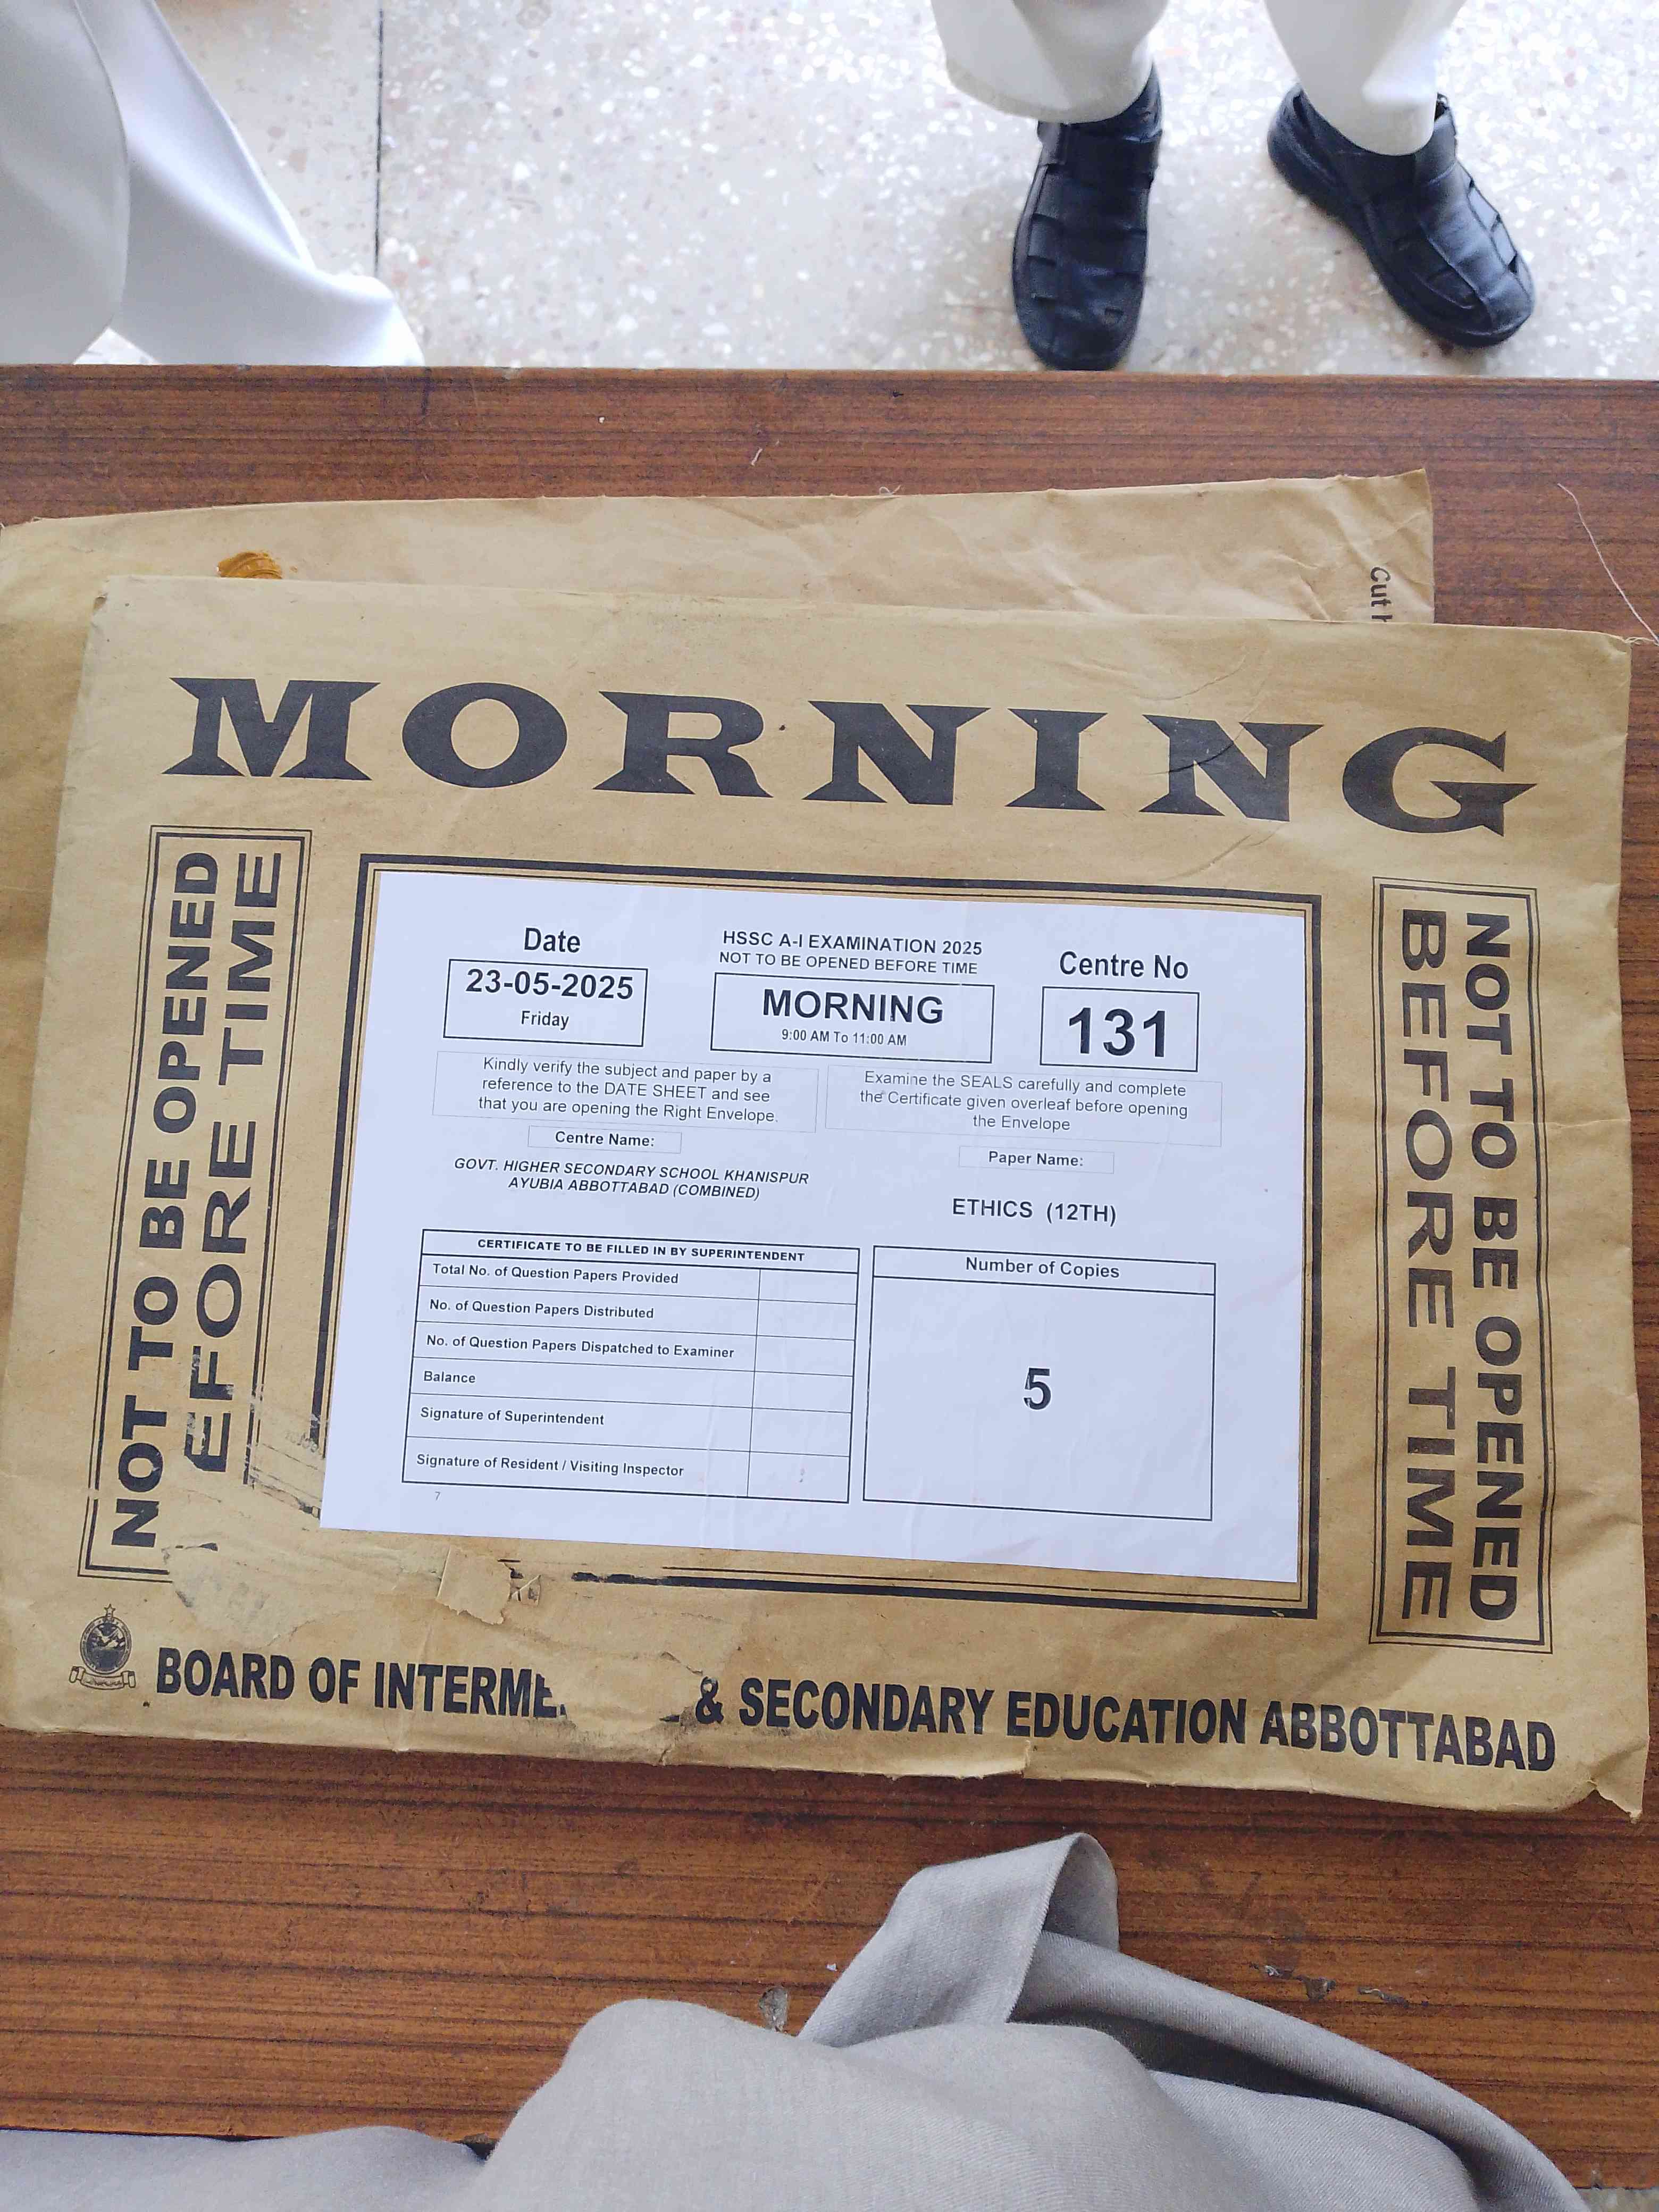 Cut
MORNING
NOT TO BE OPENED
EFORE TIME
Date
23-05-2025
Friday
HSSC A-I EXAMINATION 2025
NOT TO BE OPENED BEFORE TIME
MORNING
9:00 AM To 11:00 AM
Centre No
131
Kindly verify the subject and paper by a
reference to the DATE SHEET and see
that you are opening the Right Envelope.
Examine the SEALS carefully and complete
the Certificate given overleaf before opening
the Envelope
Centre Name:
GOVT. HIGHER SECONDARY SCHOOL KHANISPUR
AYUBIA ABBOTTABAD (COMBINED)
Paper Name:
ETHICS (12TH)
CERTIFICATE TO BE FILLED IN BY SUPERINTENDENT
Total No. of Question Papers Provided
No. of Question Papers Distributed
No. of Question Papers Dispatched to Examiner
Balance
Signature of Superintendent
Signature of Resident / Visiting Inspector
7
Number of Copies
5
NOT TO BE OPENED
BEFORE TIME
BOARD OF INTERME & SECONDARY EDUCATION ABBOTTABAD